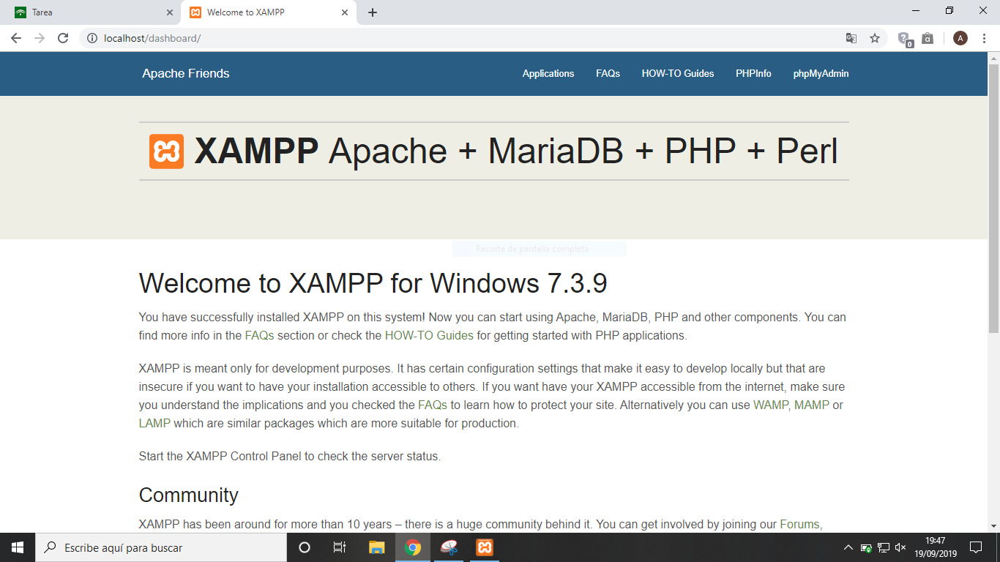 Tarea
Welcome to XAMPP
localhost/dashboard/
0
a
A
Apache Friends
Applications
FAQs
HOW-TO Guides
PHPInfo
phpMyAdmin
XAMPP Apache + MariaDB + PHP + Perl
Recorte de pantalla completa
Welcome to XAMPP for Windows 7.3.9
You have successfully installed XAMPP on this system! Now you can start using Apache, MariaDB, PHP and other components. You can
find more info in the FAQs section or check the HOW-TO Guides for getting started with PHP applications.
XAMPP is meant only for development purposes. It has certain configuration settings that make it easy to develop locally but that are
insecure if you want to have your installation accessible to others. If you want have your XAMPP accessible from the internet, make sure
you understand the implications and you checked the FAQs to learn how to protect your site. Alternatively you can use WAMP, MAMP or
LAMP which are similar packages which are more suitable for production.
Start the XAMPP Control Panel to check the server status.
Community
XAMPP has been around for more than 10 years – there is a huge community behind it. You can get involved by joining our Forums,
Escribe aquí para buscar
19:47
19/09/2019